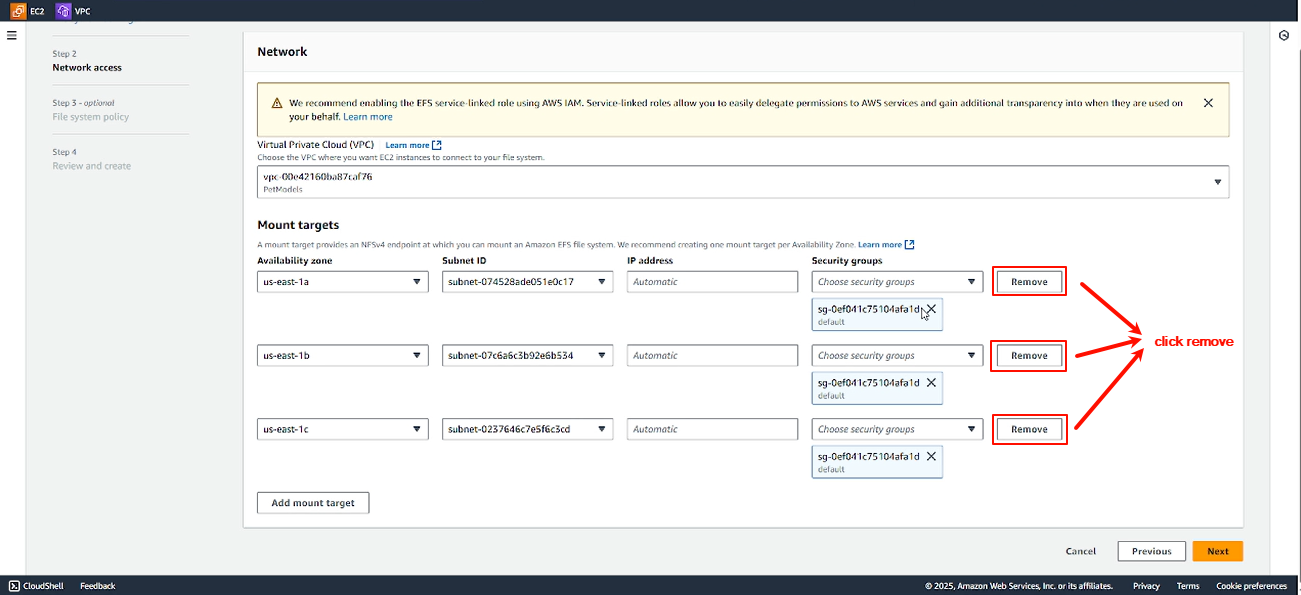 EC2 VPC
Step 2
Network access
Step 3 - optional
File system policy
Step 4
Review and create
Network
We recommend enabling the EFS service-linked role using AWS IAM. Service-linked roles allow you to easily delegate permissions to AWS services and gain additional transparency into when they are used on
your behalf. Learn more
Virtual Private Cloud (VPC) Learn more
Choose the VPC where you want EC2 instances to connect to your file system.
vpc-00e42160ba87caf76
PetModels
Mount targets
A mount target provides an NFSv4 endpoint at which you can mount an Amazon EFS file system. We recommend creating one mount target per Availability Zone. Learn more
Availability zone Subnet ID IP address Security groups
us-east-1a subnet-074528ade051e0c17 Automatic Choose security groups Remove
sg-0ef041c75104afa1d
default
click remove
us-east-1b subnet-07c6a6c3b92e6b534 Automatic Choose security groups Remove
sg-0ef041c75104afa1d
default
us-east-1c subnet-0237646c7e5f6c3cd Automatic Choose security groups Remove
sg-0ef041c75104afa1d
default
Add mount target
Cancel Previous Next
CloudShell Feedback © 2025, Amazon Web Services, Inc. or its affiliates. Privacy Terms Cookie preferences